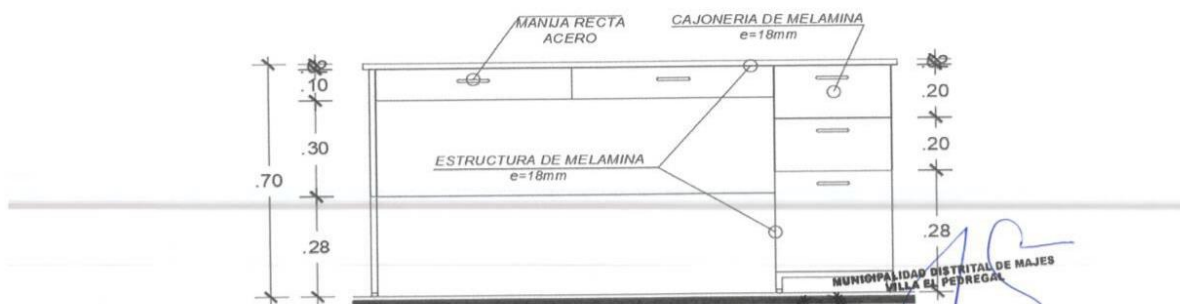 MANIJA RECTA
ACERO
CAJONERIA DE MELAMINA
e=18mm
.10
.30
.70
.28
ESTRUCTURA DE MELAMINA
e=18mm
.20
.20
.28
MUNICIPALIDAD DISTRITAL DE MAJES
VILLA EL PEDREGAL